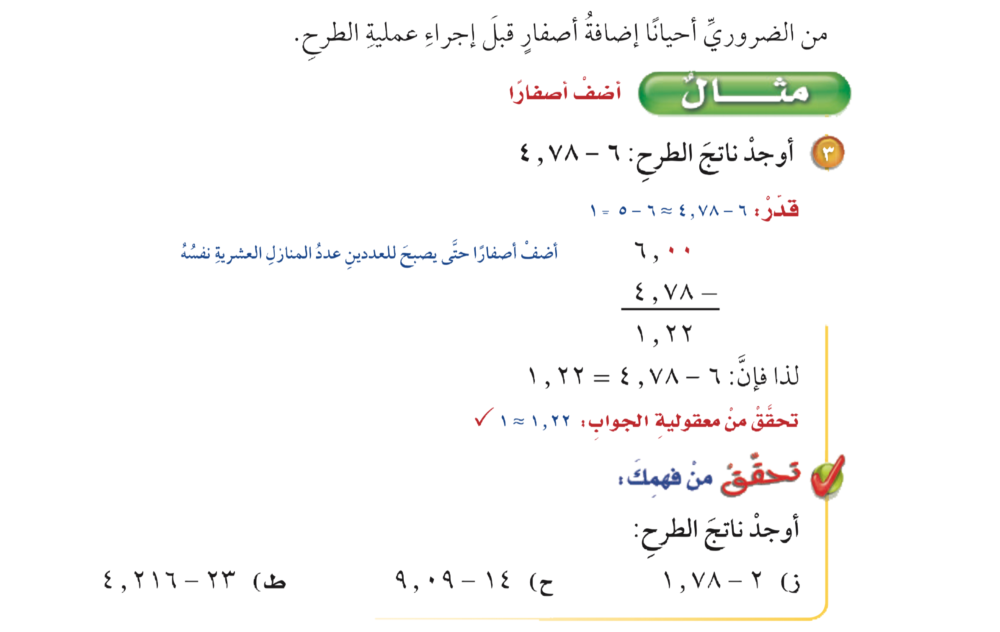 من الضروريِّ أحيانًا إضافةُ أصفارٍ قبلَ إجراءِ عمليةِ الطرحِ.
مثــــالٌ أضفْ أصفارًا
٣ أوجدْ ناتجَ الطرحِ: ٦ – ٤,٧٨
قدّرْ: ٦ – ٤,٧٨ ≈ ٦ – ٥ = ١
٦,٠٠ أضفْ أصفارًا حتَّى يصبحَ للعددينِ عددُ المنازلِ العشريةِ نفسُهُ
– ٤,٧٨
١,٢٢
لذا فإنَّ: ٦ – ٤,٧٨ = ١,٢٢
تحقَّقْ منْ معقوليةِ الجوابِ: ١,٢٢ ≈ ١ ✓
تحقَّقْ منْ فهمِكَ:
أوجدْ ناتجَ الطرحِ:
ز) ٢ – ١,٧٨ ح) ١٤ – ٩,٠٩ ط) ٢٣ – ٤,٢١٦